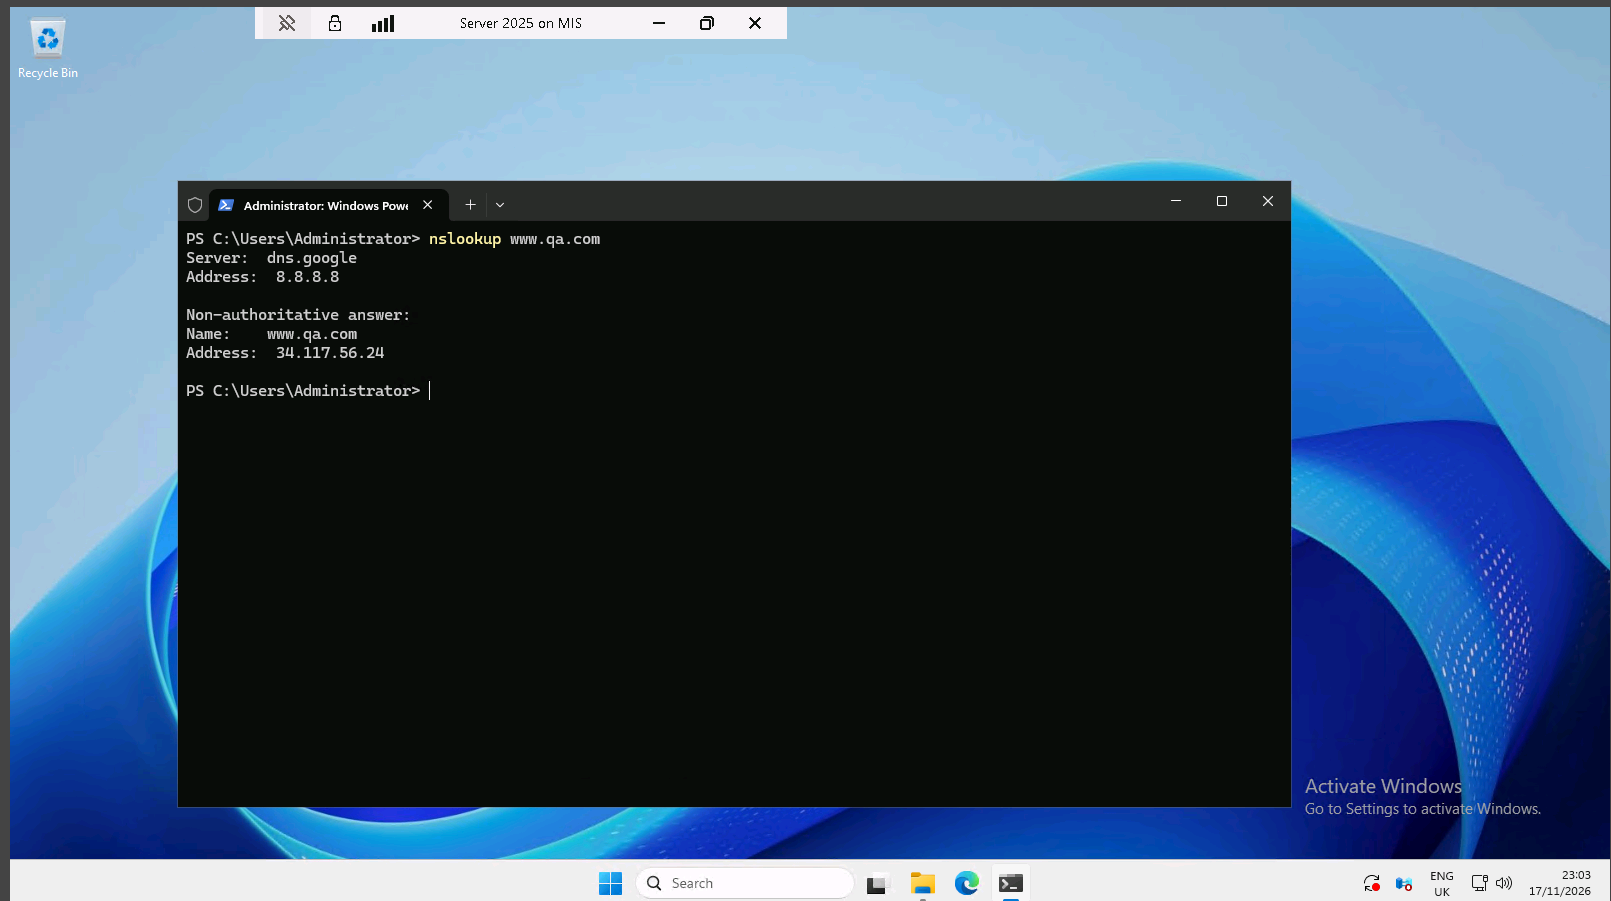 Server 2025 on MIS
Recycle Bin
Administrator: Windows Powe
PS C:\Users\Administrator> nslookup www.qa.com
Server:  dns.google
Address:  8.8.8.8
Non-authoritative answer:
Name:    www.qa.com
Address:  34.117.56.24
PS C:\Users\Administrator>
Activate Windows
Go to Settings to activate Windows.
Search
ENG
UK
23:03
17/11/2026